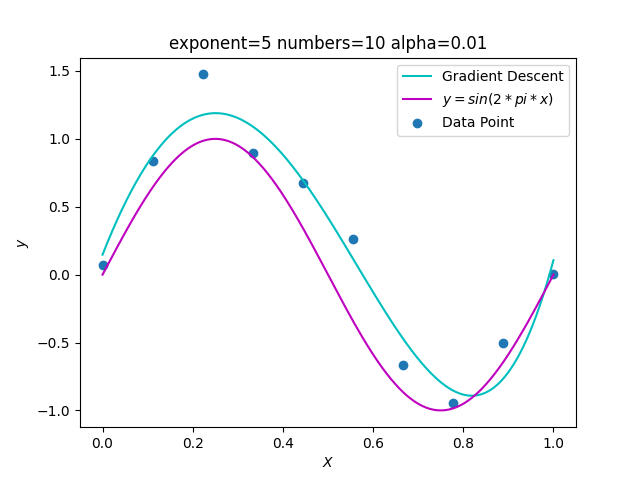 exponent=5 numbers=10 alpha=0.01
Gradient Descent
y = sin(2 * pi * x)
Data Point
1.5
1.0
0.5
0.0
−0.5
−1.0
y
0.0 0.2 0.4 0.6 0.8 1.0
X